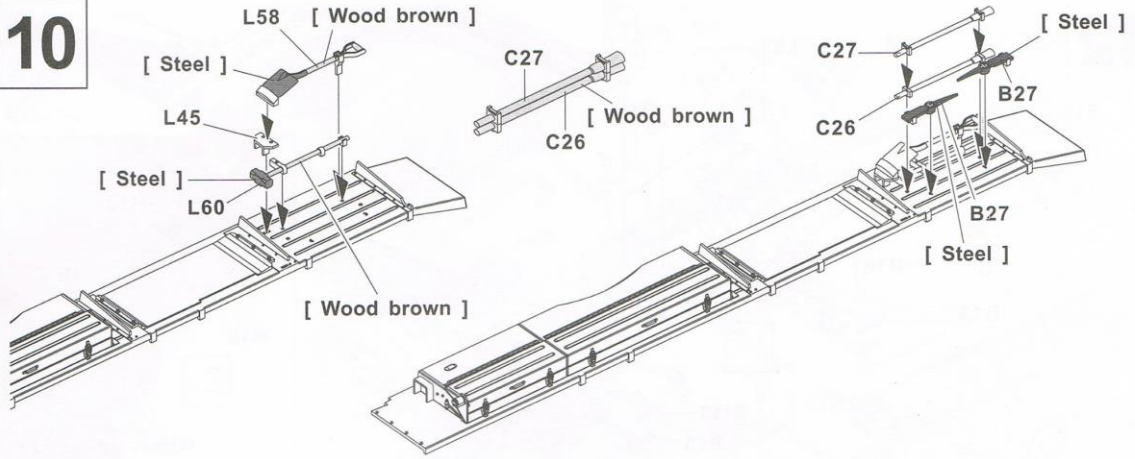 10
L58 [ Wood brown ]
[ Steel ]
L45
[ Steel ]
L60
[ Wood brown ]
C27
C26
[ Wood brown ]
[ Steel ]
C27
B27
C26
B27
[ Steel ]